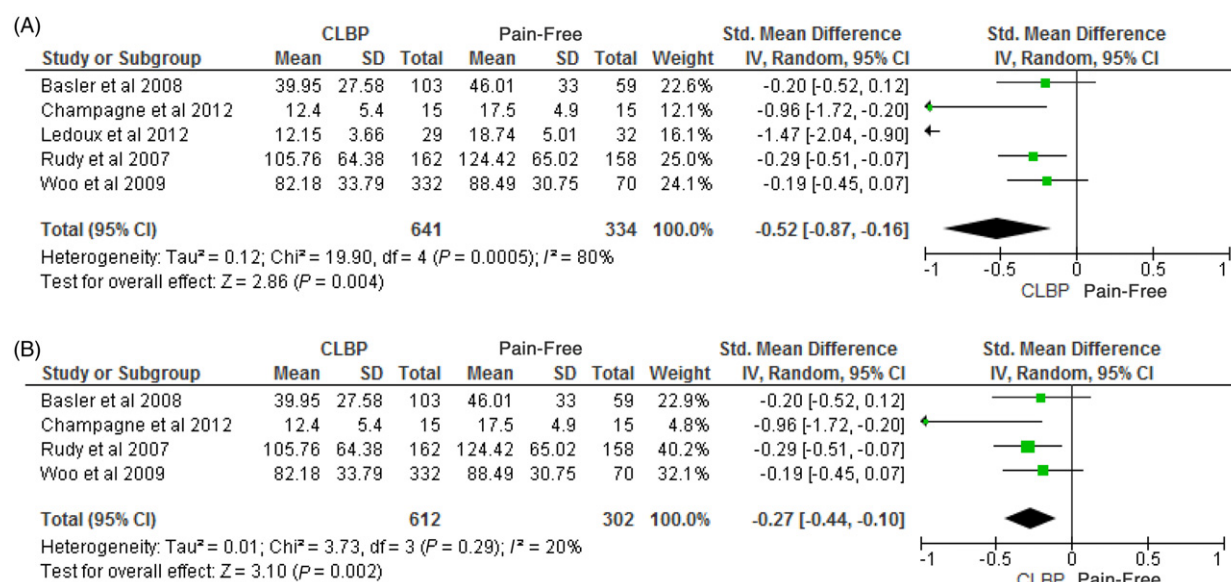 (A)
CLBP Pain-Free Std. Mean Difference Std. Mean Difference
Study or Subgroup Mean SD Total Mean SD Total Weight IV, Random, 95% CI IV, Random, 95% CI
Basler et al 2008 39.95 27.58 103 46.01 33 59 22.6% -0.20 [-0.52, 0.12]
Champagne et al 2012 12.4 5.4 15 17.5 4.9 15 12.1% -0.96 [-1.72, -0.20]
Ledoux et al 2012 12.15 3.66 29 18.74 5.01 32 16.1% -1.47 [-2.04, -0.90]
Rudy et al 2007 105.76 64.38 162 124.42 65.02 158 25.0% -0.29 [-0.51, -0.07]
Woo et al 2009 82.18 33.79 332 88.49 30.75 70 24.1% -0.19 [-0.45, 0.07]
Total (95% CI) 641 334 100.0% -0.52 [-0.87, -0.16]
Heterogeneity: Tau² = 0.12; Chi² = 19.90, df = 4 (P = 0.0005); I² = 80%
Test for overall effect: Z = 2.86 (P = 0.004)
-1 -0.5 0 0.5 1
CLBP Pain-Free
(B)
CLBP Pain-Free Std. Mean Difference Std. Mean Difference
Study or Subgroup Mean SD Total Mean SD Total Weight IV, Random, 95% CI IV, Random, 95% CI
Basler et al 2008 39.95 27.58 103 46.01 33 59 22.9% -0.20 [-0.52, 0.12]
Champagne et al 2012 12.4 5.4 15 17.5 4.9 15 4.8% -0.96 [-1.72, -0.20]
Rudy et al 2007 105.76 64.38 162 124.42 65.02 158 40.2% -0.29 [-0.51, -0.07]
Woo et al 2009 82.18 33.79 332 88.49 30.75 70 32.1% -0.19 [-0.45, 0.07]
Total (95% CI) 612 302 100.0% -0.27 [-0.44, -0.10]
Heterogeneity: Tau² = 0.01; Chi² = 3.73, df = 3 (P = 0.29); I² = 20%
Test for overall effect: Z = 3.10 (P = 0.002)
-1 -0.5 0 0.5 1
CLBP Pain-Free